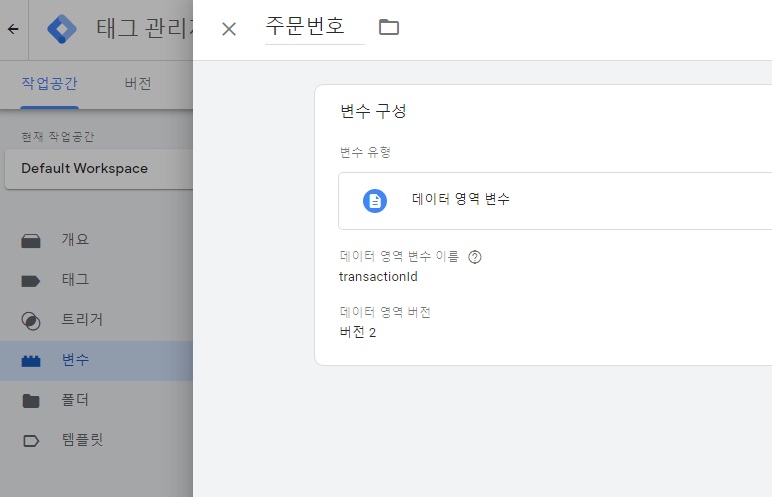 태그 관리자
주문번호
작업공간
버전
현재 작업공간
Default Workspace
개요
태그
트리거
변수
폴더
템플릿
변수 구성
변수 유형
데이터 영역 변수
데이터 영역 변수 이름
transactionId
데이터 영역 버전
버전 2